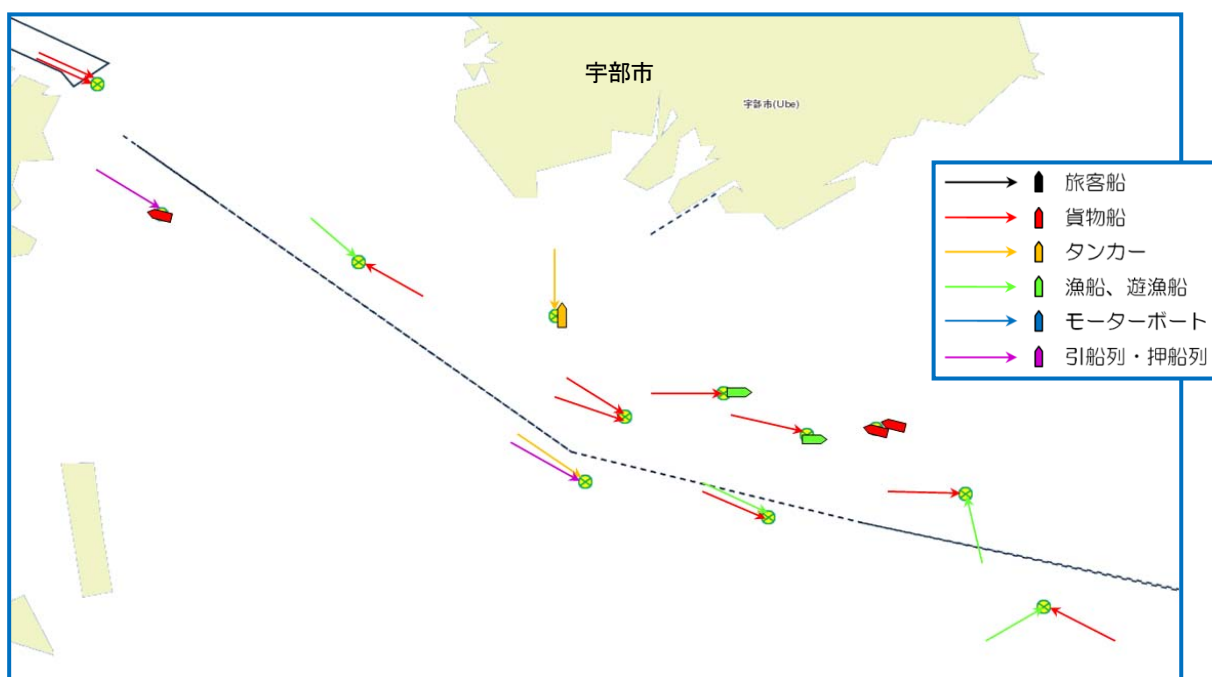 宇部市
宇部市(Ube)
旅客船
貨物船
タンカー
漁船、遊漁船
モーターボート
引船列・押船列